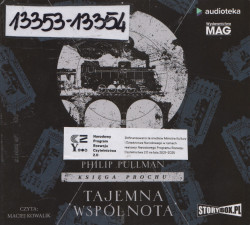 13353-13354
audioteka
Wydawnictwo
MAG
Narodowy
Program
Rozwoju
Czytelnictwa
2.0
PHILIP PULLMAN
KSIĘGA PROCHU
TAJEMNA
WSPÓLNOTA
CZYTA:
MACIEJ KOWALIK
STORYBOX.PL